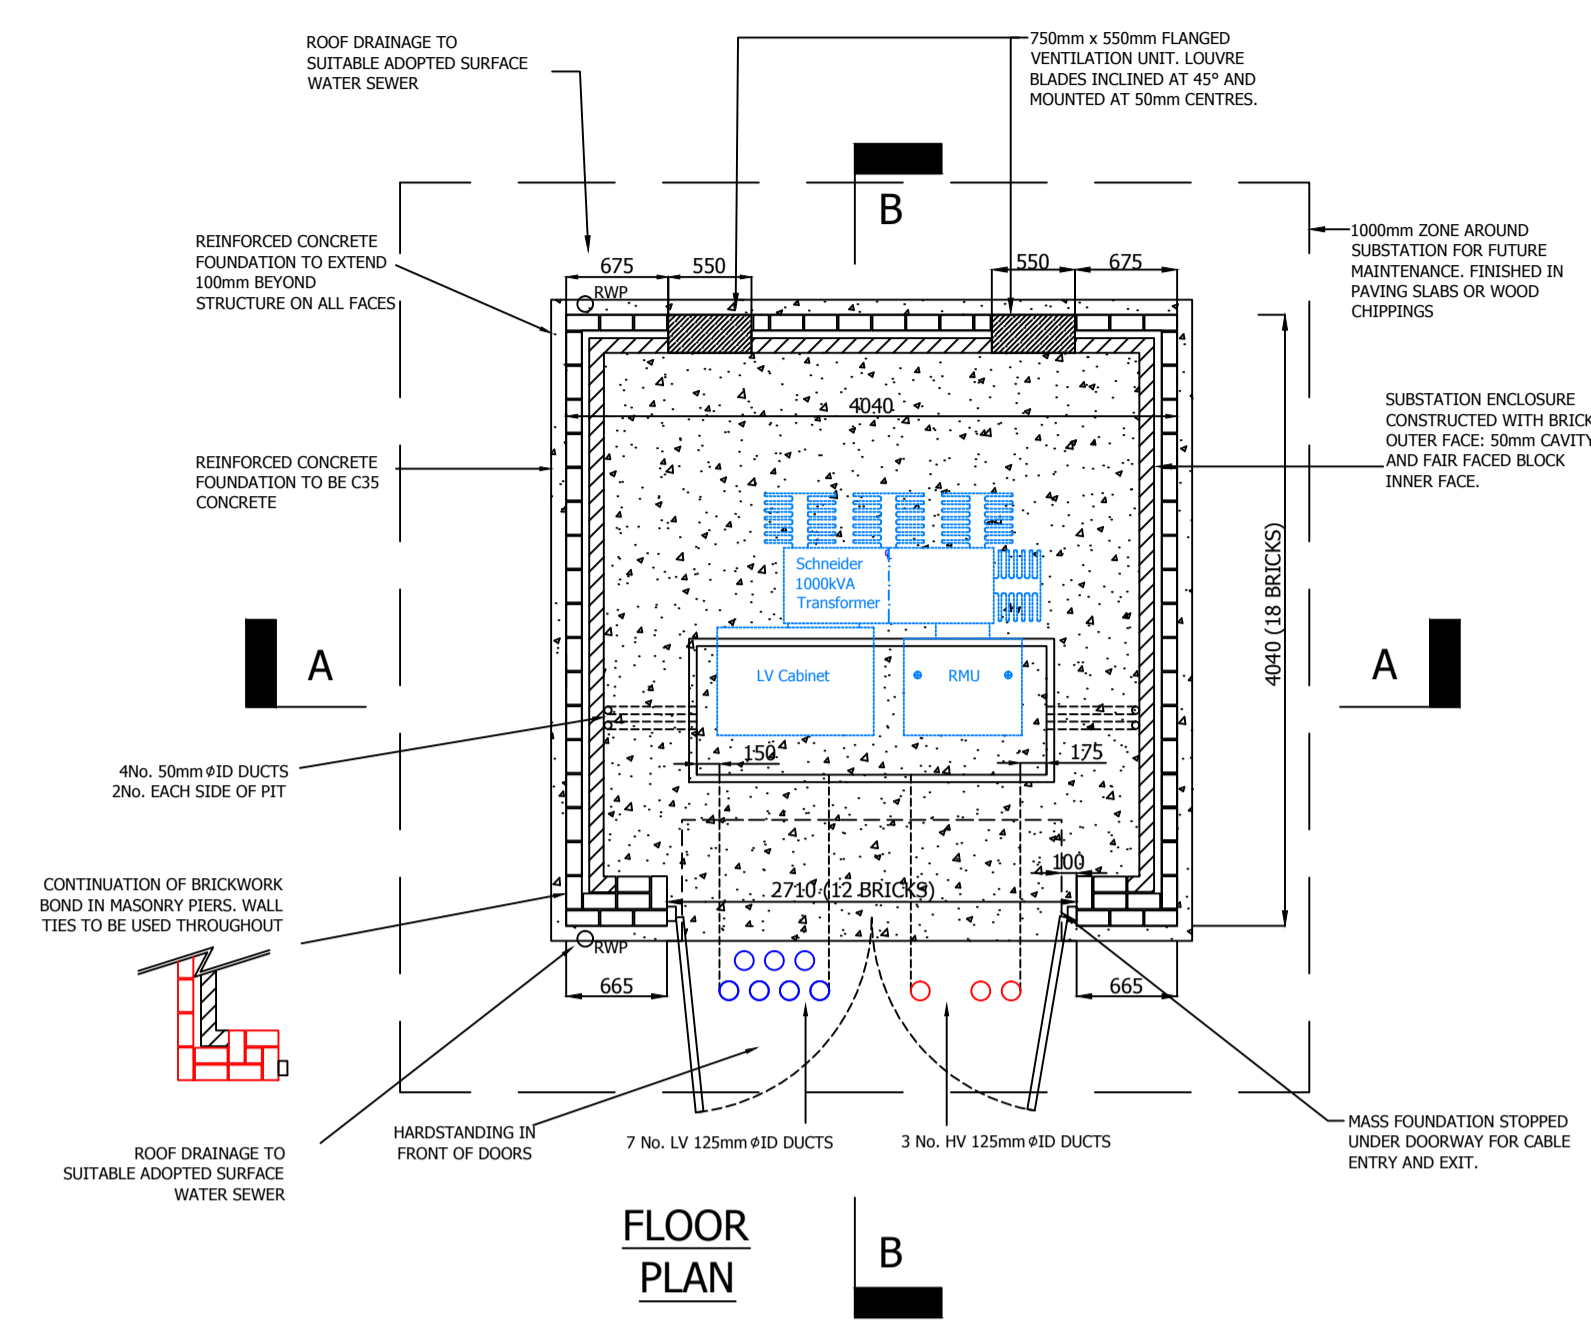 ROOF DRAINAGE TO
SUITABLE ADOPTED SURFACE
WATER SEWER
750mm x 550mm FLANGED
VENTILATION UNIT. LOUVRE
BLADES INCLINED AT 45° AND
MOUNTED AT 50mm CENTRES.
B
REINFORCED CONCRETE
FOUNDATION TO EXTEND
100mm BEYOND
STRUCTURE ON ALL FACES
1000mm ZONE AROUND
SUBSTATION FOR FUTURE
MAINTENANCE. FINISHED IN
PAVING SLABS OR WOOD
CHIPPINGS
675
550
550
675
RWP
4040
SUBSTATION ENCLOSURE
CONSTRUCTED WITH BRICK
OUTER FACE: 50mm CAVITY
AND FAIR FACED BLOCK
INNER FACE.
REINFORCED CONCRETE
FOUNDATION TO BE C35
CONCRETE
Schneider
1000kVA
Transformer
4040 (18 BRICKS)
A
LV Cabinet
RMU
A
150
175
4No. 50mm ⌀ID DUCTS
2No. EACH SIDE OF PIT
100
2710 (12 BRICKS)
CONTINUATION OF BRICKWORK
BOND IN MASONRY PIERS. WALL
TIES TO BE USED THROUGHOUT
RWP
665
665
HARDSTANDING IN
FRONT OF DOORS
7 No. LV 125mm ⌀ID DUCTS
3 No. HV 125mm ⌀ID DUCTS
MASS FOUNDATION STOPPED
UNDER DOORWAY FOR CABLE
ENTRY AND EXIT.
ROOF DRAINAGE TO
SUITABLE ADOPTED SURFACE
WATER SEWER
FLOOR
PLAN
B